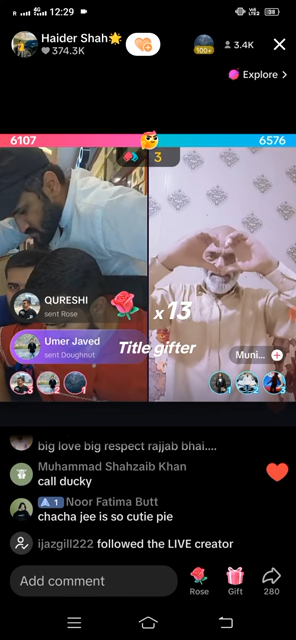 12:29
Haider Shah🌟
374.3K
100+
3.4K
Explore >
6107
6576
3
QURESHI
sent Rose
x13
Umer Javed
sent Doughnut
Title gifter
Muni...
big love big respect rajjab bhai....
Muhammad Shahzaib Khan
call ducky
1 Noor Fatima Butt
chacha jee is so cutie pie
ijazgill222 followed the LIVE creator
Add comment
Rose
Gift
280